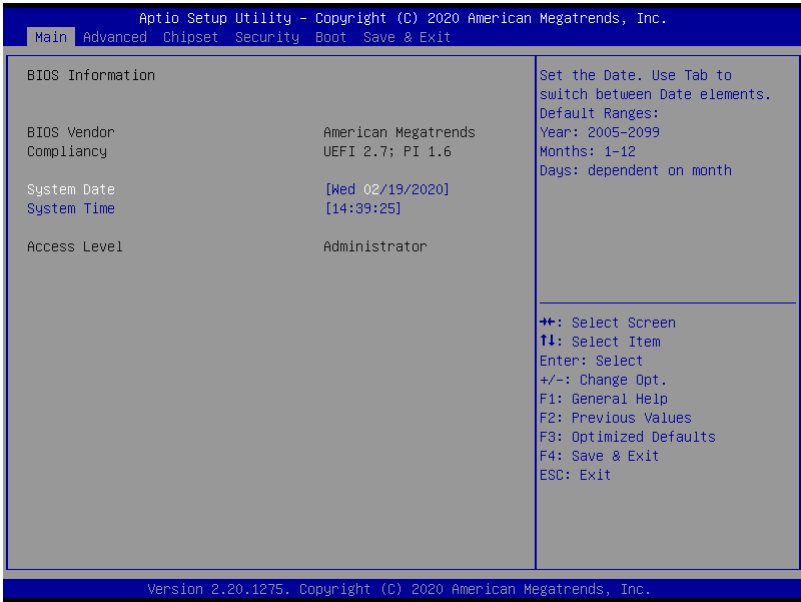 Aptio Setup Utility – Copyright (C) 2020 American Megatrends, Inc.
Main Advanced Chipset Security Boot Save & Exit
BIOS Information
BIOS Vendor American Megatrends
Compliancy UEFI 2.7; PI 1.6
System Date [Wed 02/19/2020]
System Time [14:39:25]
Access Level Administrator
Set the Date. Use Tab to
switch between Date elements.
Default Ranges:
Year: 2005-2099
Months: 1-12
Days: dependent on month
→←: Select Screen
↑↓: Select Item
Enter: Select
+/-: Change Opt.
F1: General Help
F2: Previous Values
F3: Optimized Defaults
F4: Save & Exit
ESC: Exit
Version 2.20.1275. Copyright (C) 2020 American Megatrends, Inc.